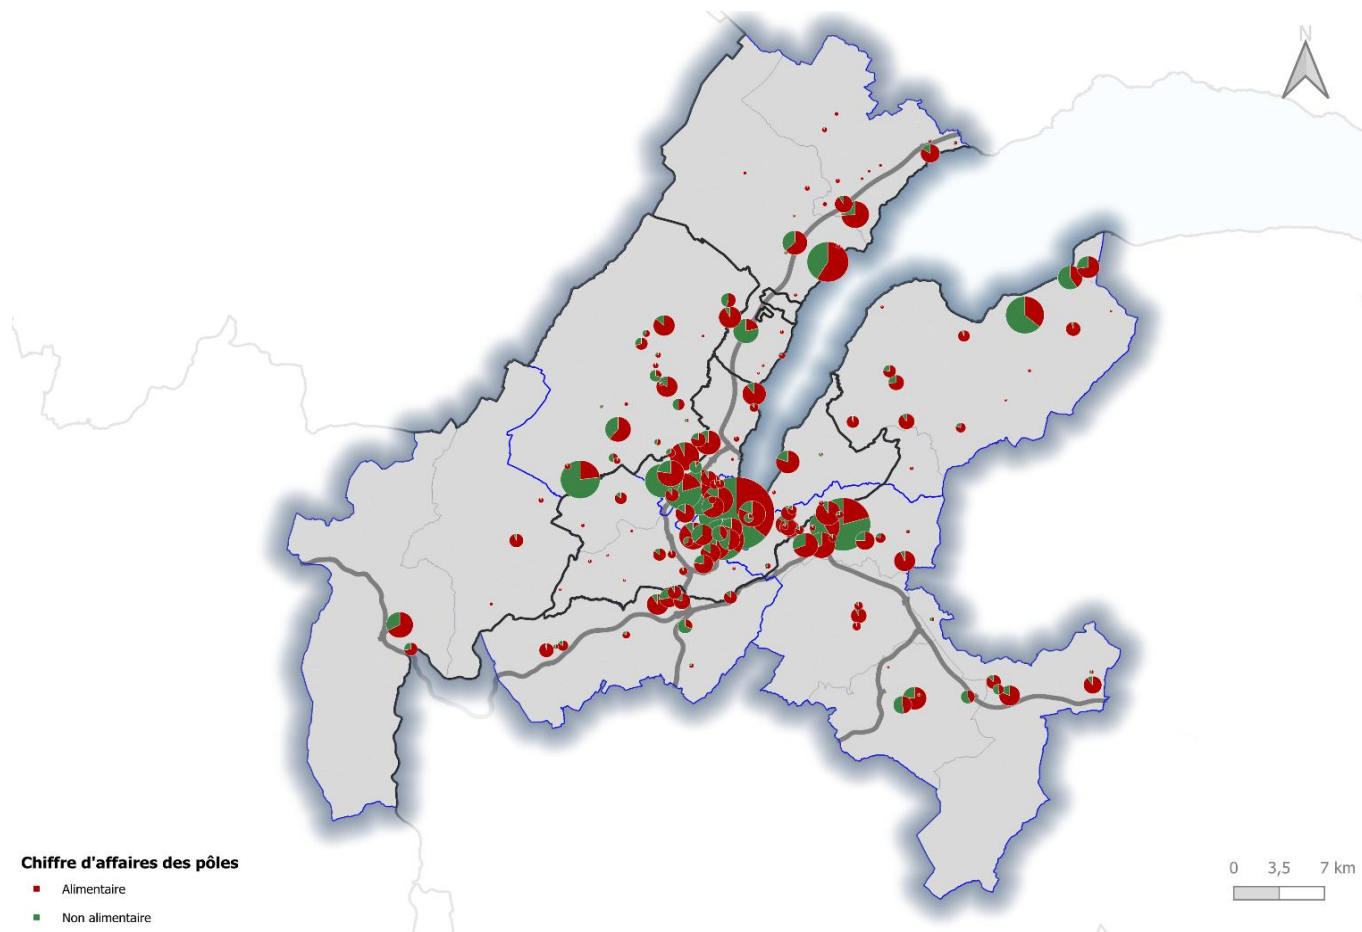 N
Chiffre d'affaires des pôles
Alimentaire
Non alimentaire
0 3,5 7 km